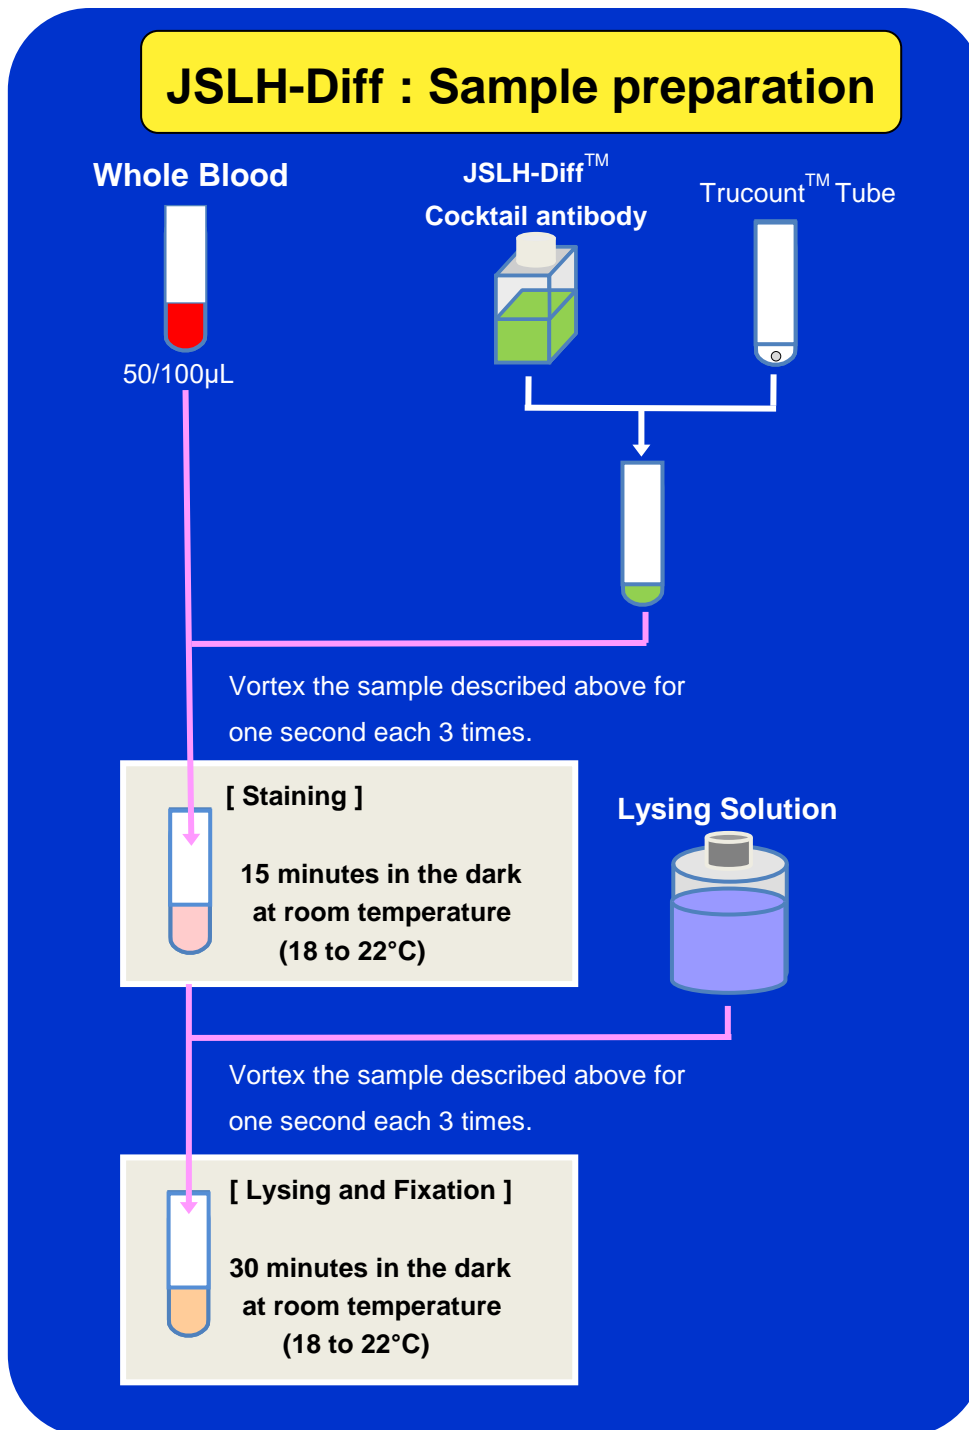 JSLH-Diff : Sample preparation
Whole Blood
50/100µL
JSLH-Diff™
Cocktail antibody
Trucount™ Tube
Vortex the sample described above for
one second each 3 times.
[ Staining ]
15 minutes in the dark
at room temperature
(18 to 22°C)
Lysing Solution
Vortex the sample described above for
one second each 3 times.
[ Lysing and Fixation ]
30 minutes in the dark
at room temperature
(18 to 22°C)